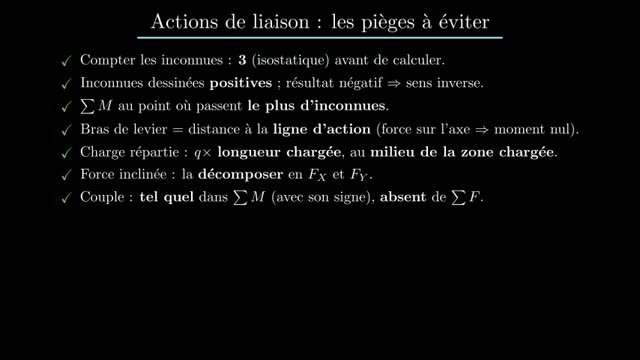 Actions de liaison : les pièges à éviter
✓ Compter les inconnues : 3 (isostatique) avant de calculer.
✓ Inconnues dessinées positives ; résultat négatif ⇒ sens inverse.
✓ ∑ M au point où passent le plus d'inconnues.
✓ Bras de levier = distance à la ligne d'action (force sur l'axe ⇒ moment nul).
✓ Charge répartie : q× longueur chargée, au milieu de la zone chargée.
✓ Force inclinée : la décomposer en F_X et F_Y.
✓ Couple : tel quel dans ∑ M (avec son signe), absent de ∑ F.